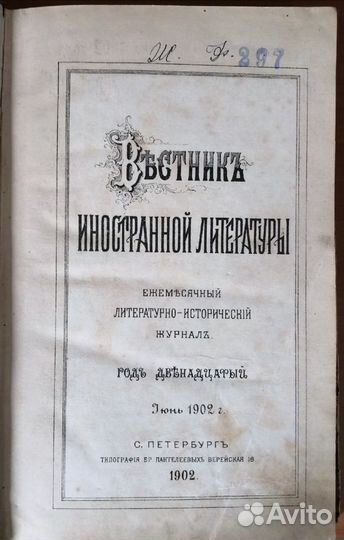 Ж. Ф. 297
Вѣстникъ
ИНОСТРАННОЙ ЛИТЕРАТУРЫ
ЕЖЕМѢСЯЧНЫЙ
ЛИТЕРАТУРНО-ИСТОРИЧЕСКІЙ
ЖУРНАЛЪ.
ГОДЪ ДВѢНАДЦАТЫЙ
Іюнь 1902 г.
С. ПЕТЕРБУРГЪ
ТИПОГРАФІЯ БР. ПАНТЕЛЕЕВЫХЪ. ВЕРЕЙСКАЯ 16
1902.
Avito